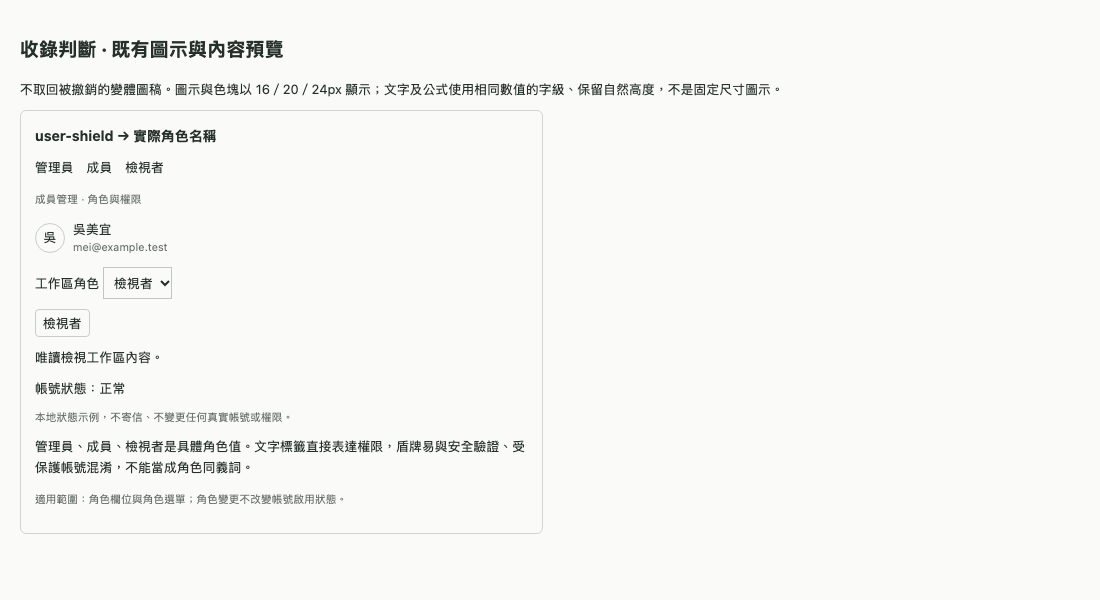 收錄判斷 · 既有圖示與內容預覽
不取回被撤銷的變體圖稿。圖示與色塊以 16 / 20 / 24px 顯示；文字及公式使用相同數值的字級、保留自然高度，不是固定尺寸圖示。
user-shield → 實際角色名稱
管理員 成員 檢視者
成員管理 · 角色與權限
吳
吳美宜
mei@example.test
工作區角色 檢視者
檢視者
唯讀檢視工作區內容。
帳號狀態：正常
本地狀態示例，不寄信、不變更任何真實帳號或權限。
管理員、成員、檢視者是具體角色值。文字標籤直接表達權限，盾牌易與安全驗證、受
保護帳號混淆，不能當成角色同義詞。
適用範圍：角色欄位與角色選單；角色變更不改變帳號啟用狀態。